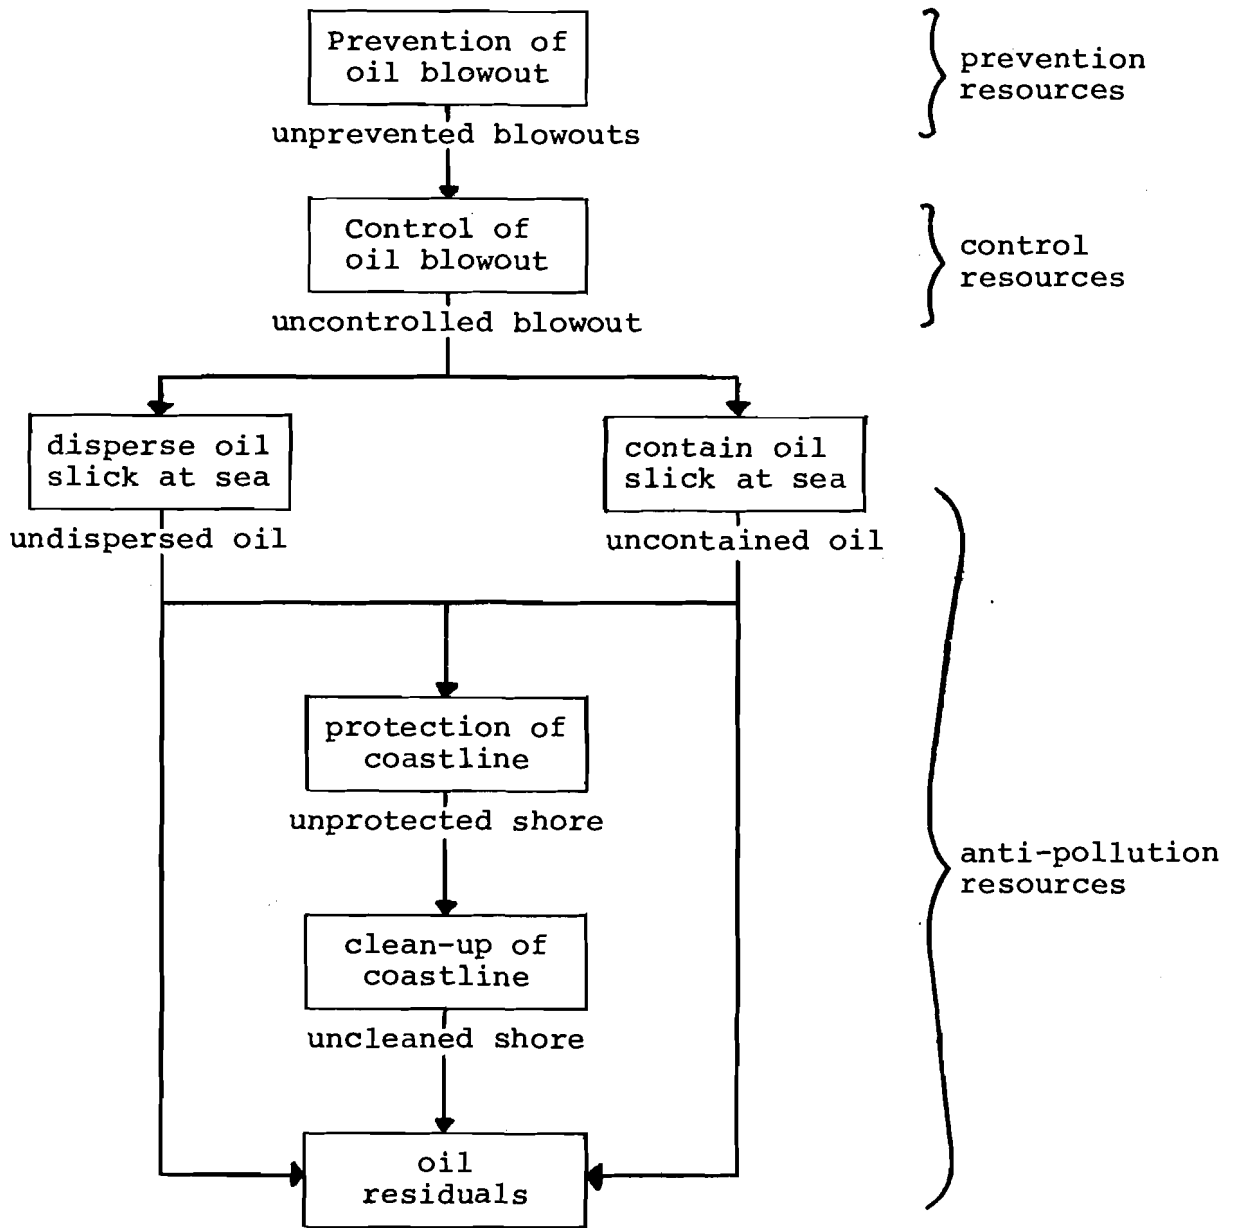 Prevention of
oil blowout
prevention
resources
unprevented blowouts
Control of
oil blowout
control
resources
uncontrolled blowout
disperse oil
slick at sea
contain oil
slick at sea
undispersed oil
uncontained oil
protection of
coastline
unprotected shore
anti-pollution
resources
clean-up of
coastline
uncleaned shore
oil
residuals